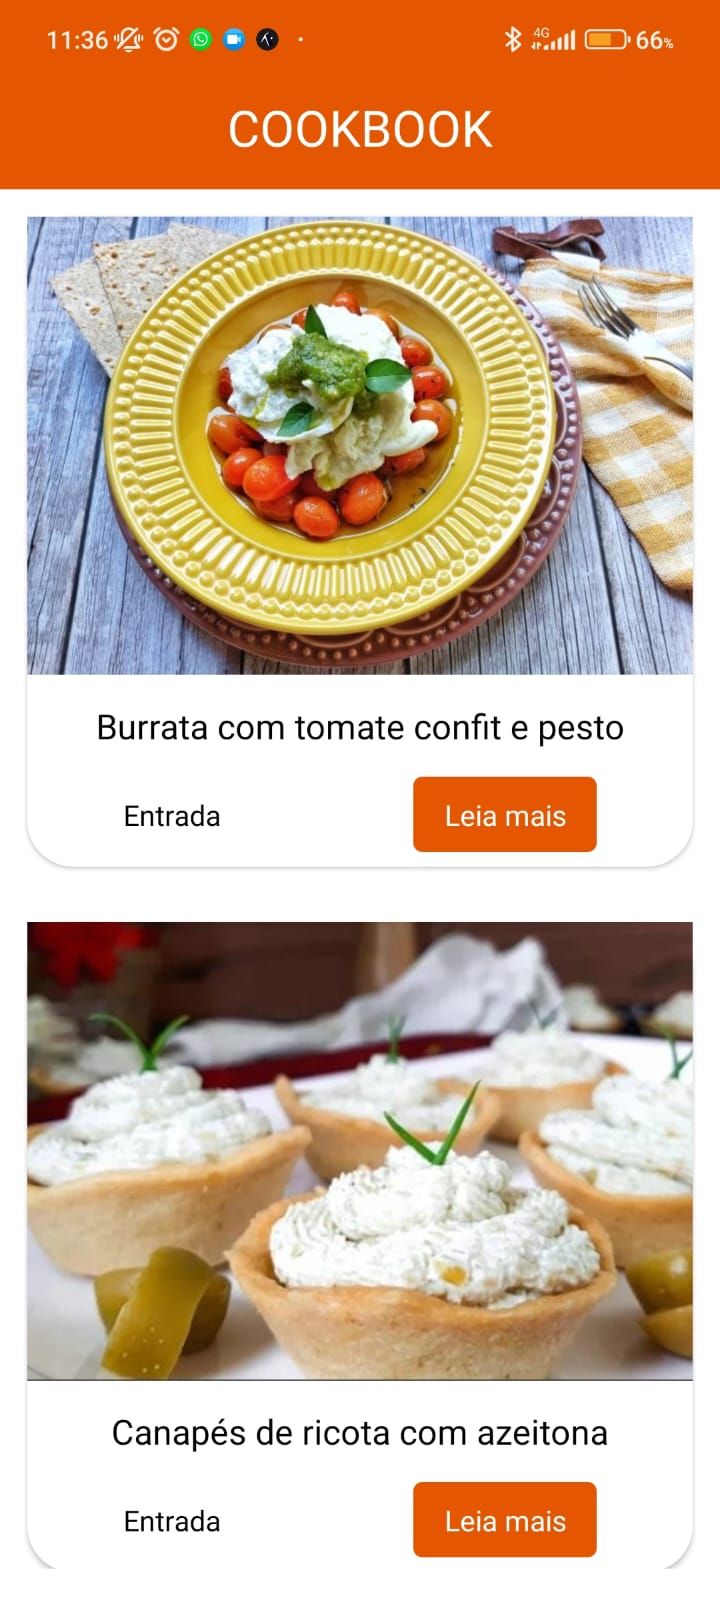 11:36
4G
66%
COOKBOOK
Burrata com tomate confit e pesto
Entrada
Leia mais
Canapés de ricota com azeitona
Entrada
Leia mais